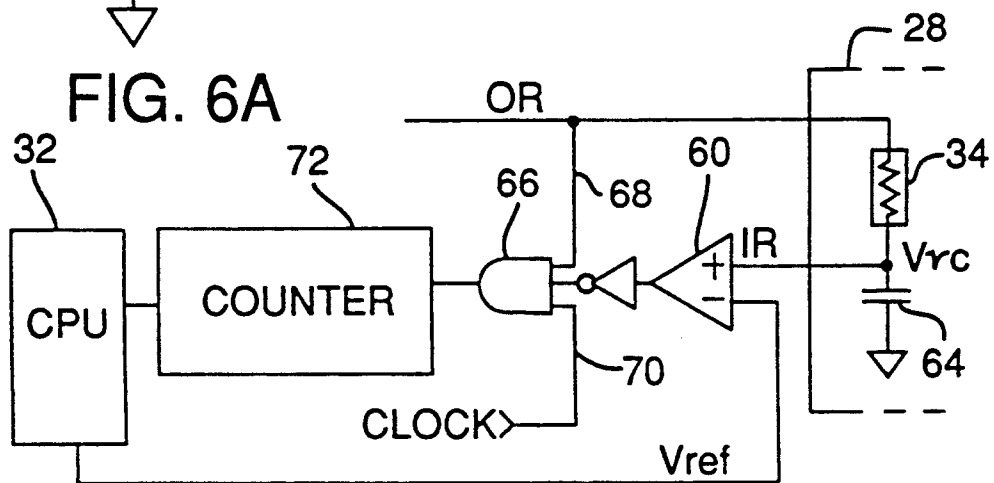 28
FIG. 6A
OR
32
72
66
68
60
34
IR
+
Vrc
CPU
COUNTER
−
64
70
CLOCK
Vref